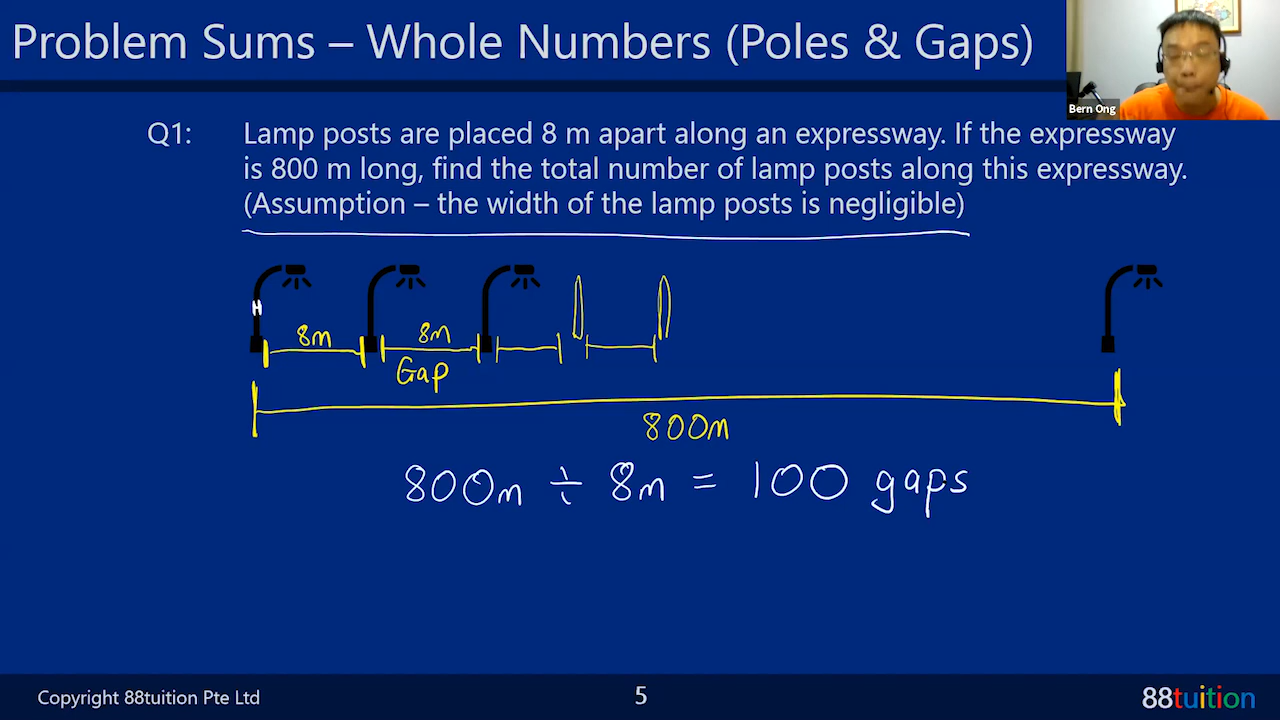 Problem Sums – Whole Numbers (Poles & Gaps)
Bern Ong
Q1: Lamp posts are placed 8 m apart along an expressway. If the expressway
is 800 m long, find the total number of lamp posts along this expressway.
(Assumption – the width of the lamp posts is negligible)
8m 8m
Gap
800m
800m ÷ 8m = 100 gaps
Copyright 88tuition Pte Ltd
5
88tuition